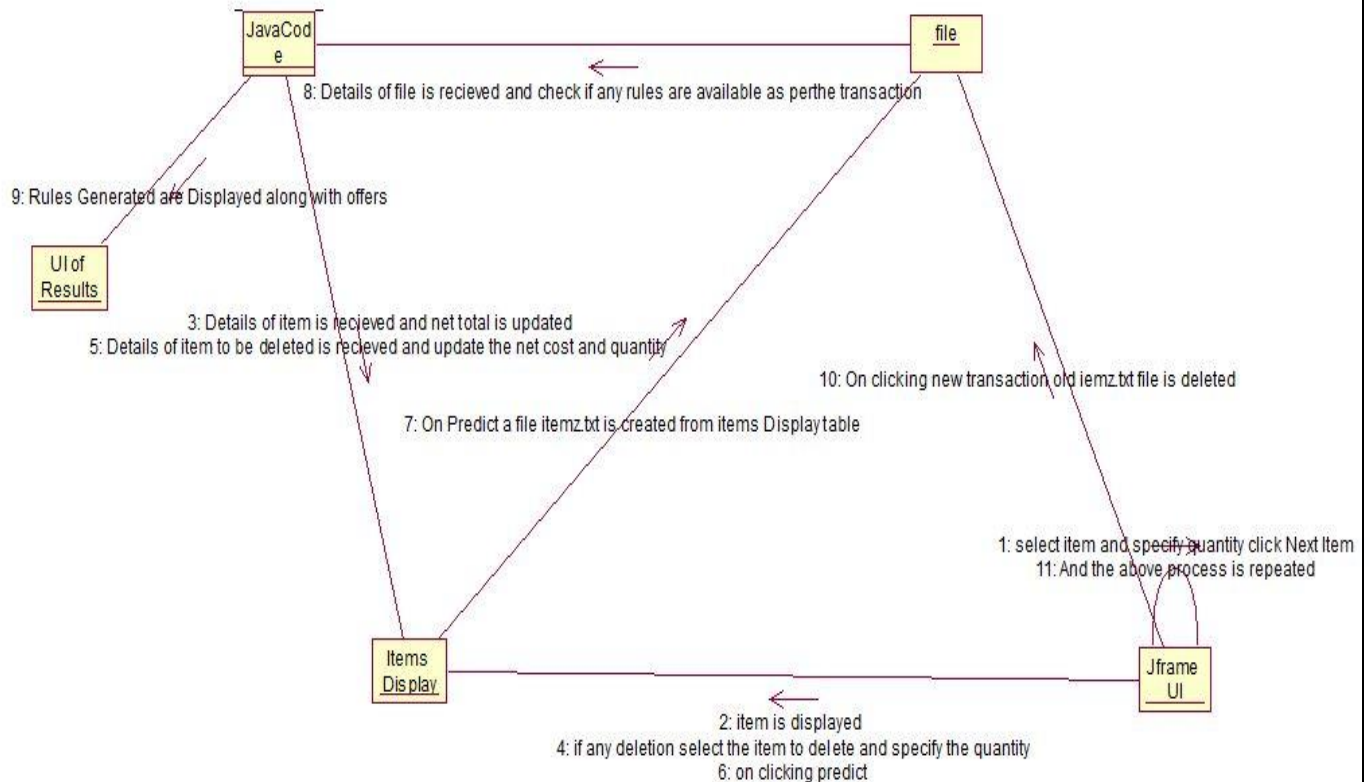 JavaCod
e
file
8: Details of file is recieved and check if any rules are available as perthe transaction
9: Rules Generated are Displayed along with offers
UI of
Results
3: Details of item is recieved and net total is updated
5: Details of item to be deleted is recieved and update the net cost and quantity
10: On clicking new transaction old iemz.txt file is deleted
7: On Predict a file itemz.txt is created from items Display table
1: select item and specify quantity click Next Item
11: And the above process is repeated
Items
Display
Jframe
UI
2: item is displayed
4: if any deletion select the item to delete and specify the quantity
6: on clicking predict